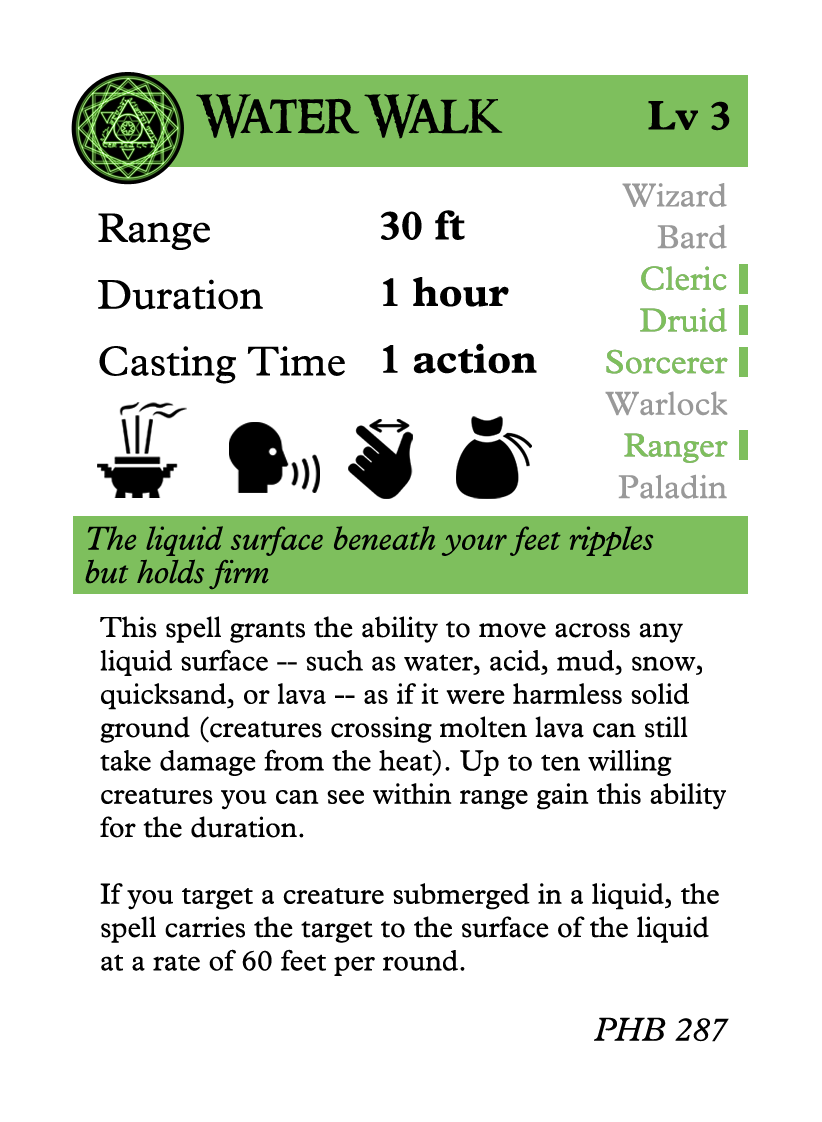 WATER WALK Lv 3
Wizard
Range 30 ft
Bard
Cleric
Duration 1 hour
Druid
Casting Time 1 action
Sorcerer
Warlock
Ranger
Paladin
The liquid surface beneath your feet ripples
but holds firm
This spell grants the ability to move across any
liquid surface -- such as water, acid, mud, snow,
quicksand, or lava -- as if it were harmless solid
ground (creatures crossing molten lava can still
take damage from the heat). Up to ten willing
creatures you can see within range gain this ability
for the duration.
If you target a creature submerged in a liquid, the
spell carries the target to the surface of the liquid
at a rate of 60 feet per round.
PHB 287